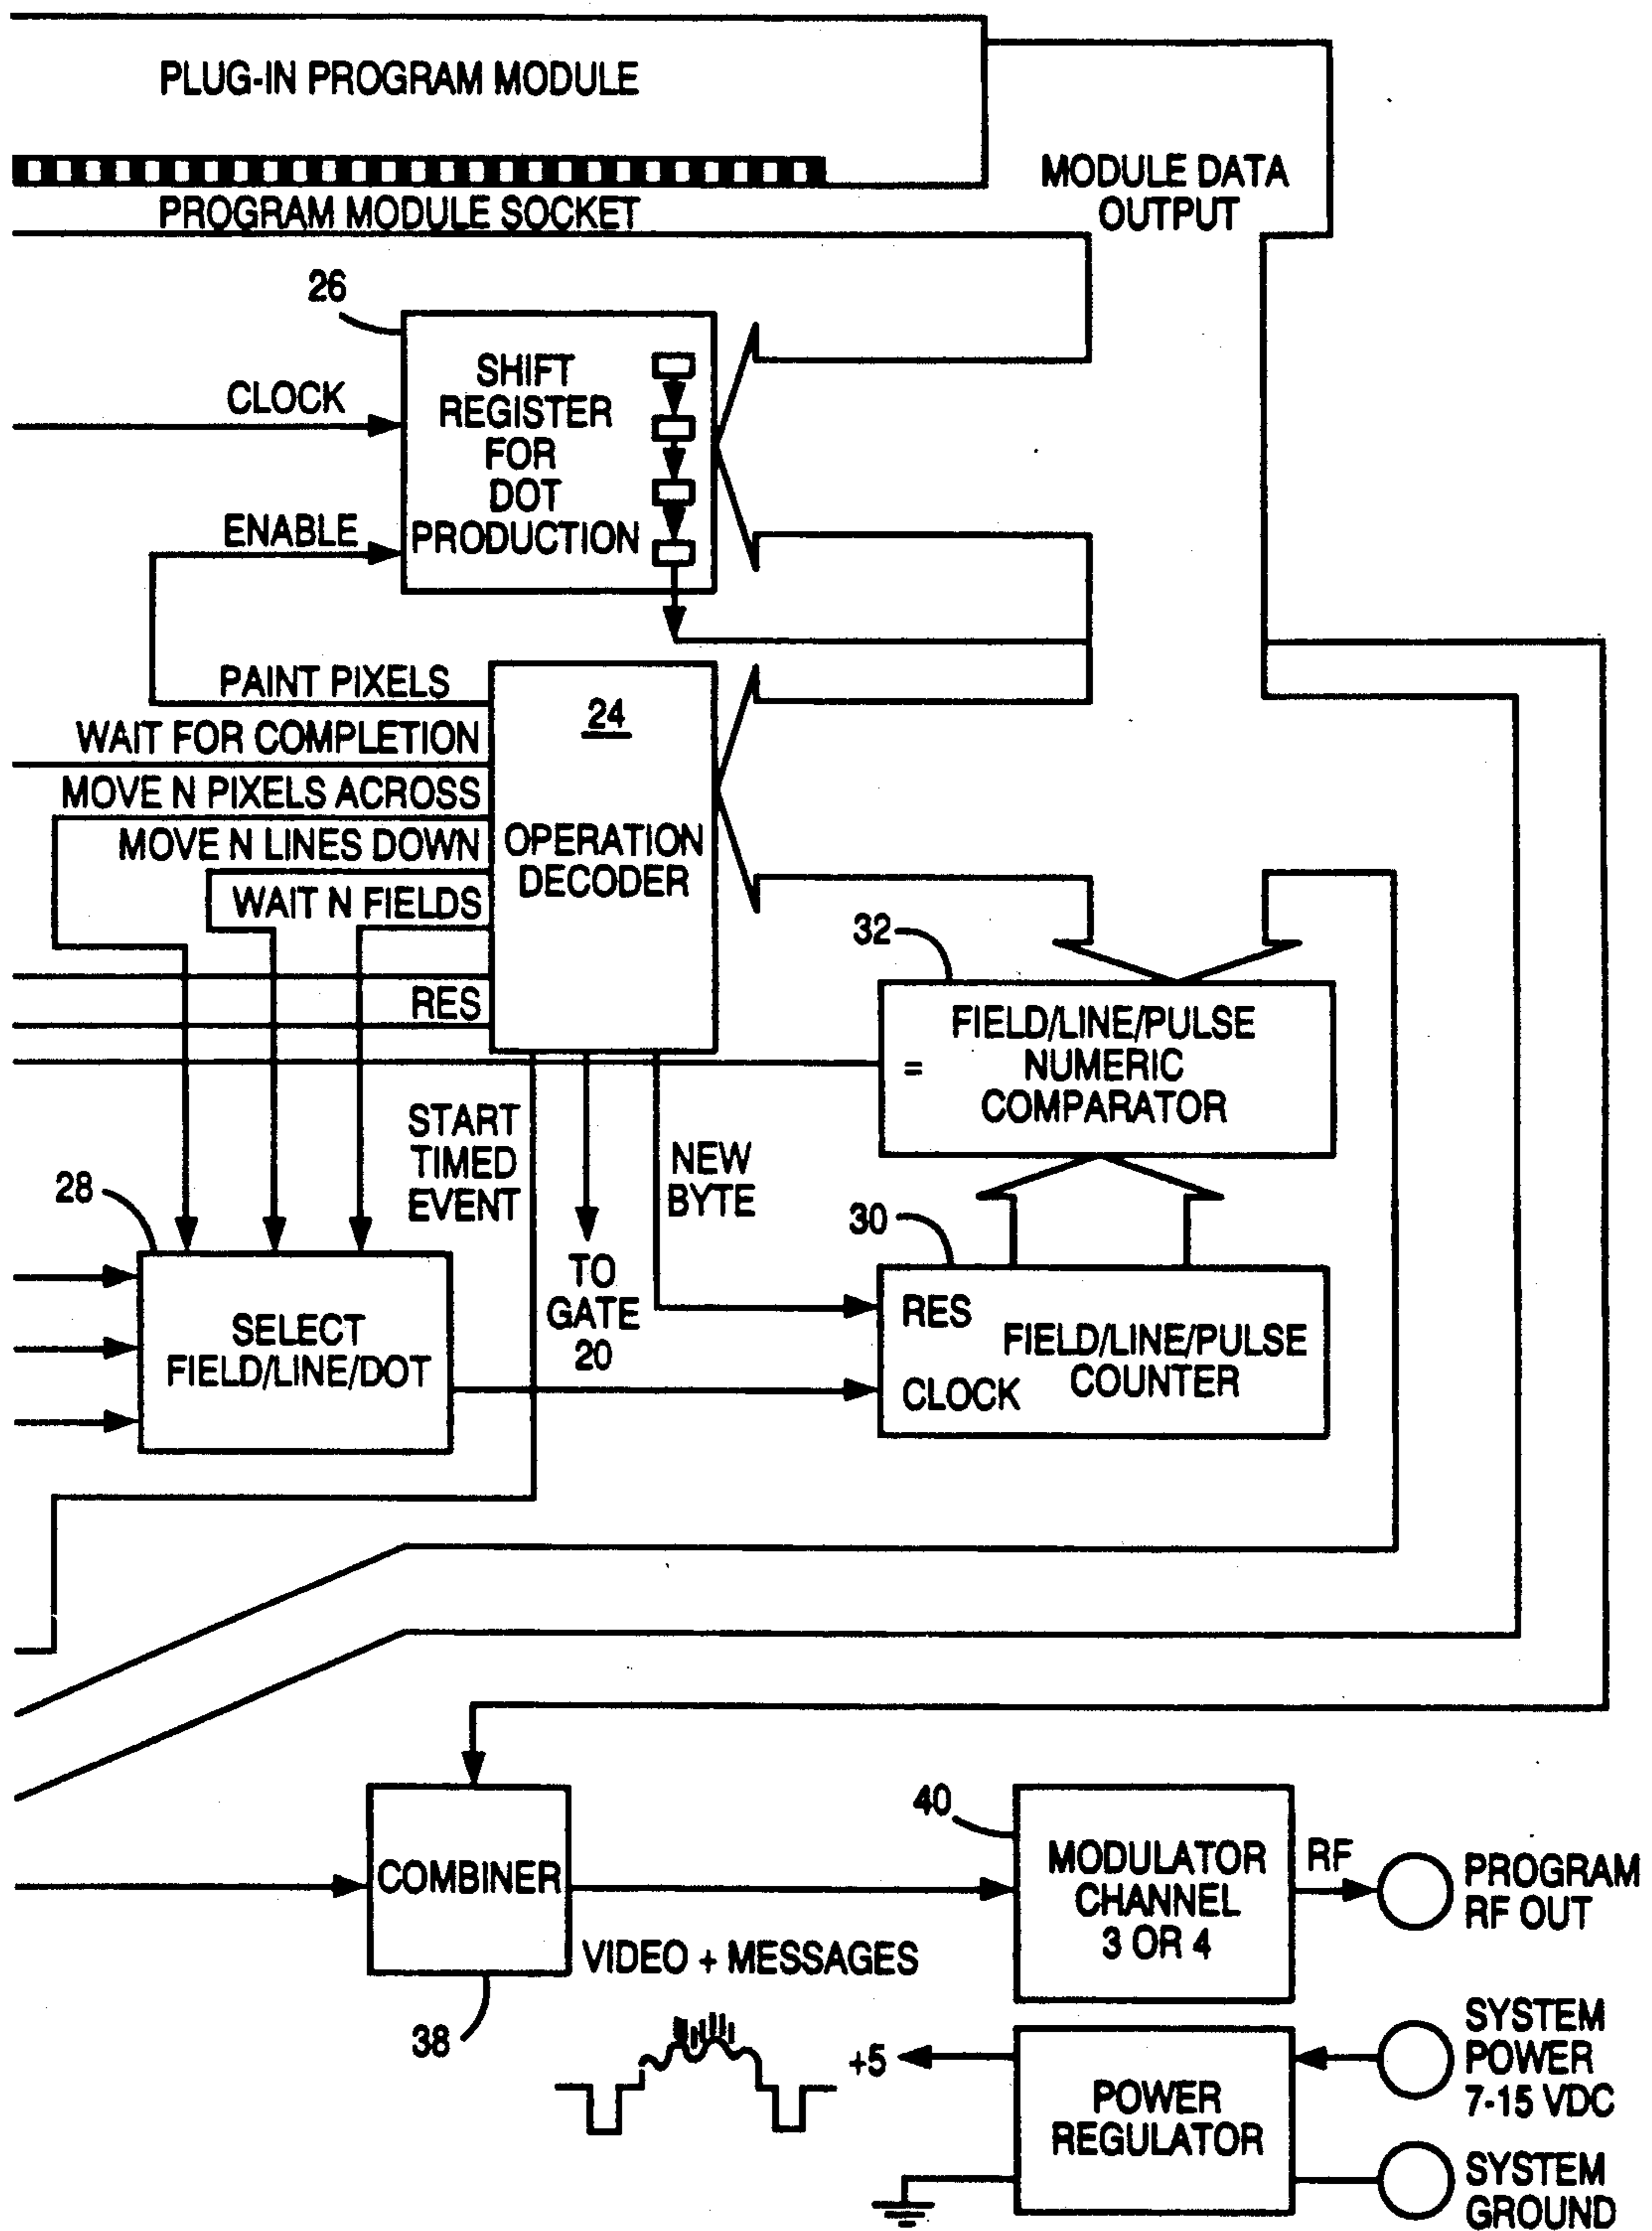 PLUG-IN PROGRAM MODULE
MODULE DATA
OUTPUT
PROGRAM MODULE SOCKET
26
SHIFT
REGISTER
FOR
DOT
PRODUCTION
CLOCK
ENABLE
PAINT PIXELS
WAIT FOR COMPLETION
MOVE N PIXELS ACROSS
MOVE N LINES DOWN
WAIT N FIELDS
RES
24
OPERATION
DECODER
32
FIELD/LINE/PULSE
NUMERIC
COMPARATOR
=
START
TIMED
EVENT
NEW
BYTE
28
SELECT
FIELD/LINE/DOT
TO
GATE
20
30
RES
FIELD/LINE/PULSE
COUNTER
CLOCK
COMBINER
38
VIDEO + MESSAGES
40
MODULATOR
CHANNEL
3 OR 4
RF
PROGRAM
RF OUT
+5
POWER
REGULATOR
SYSTEM
POWER
7-15 VDC
SYSTEM
GROUND